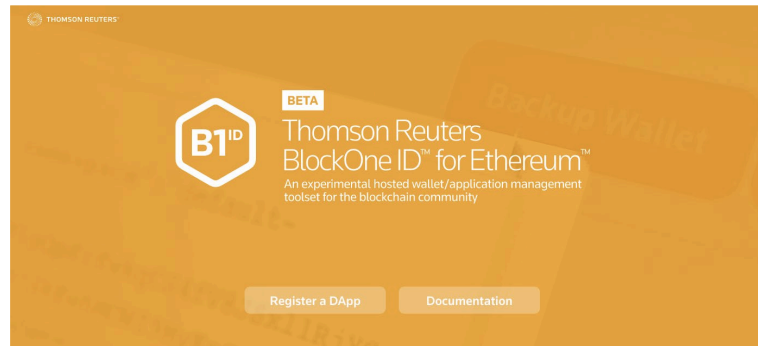 THOMSON REUTERS®
Backup Wallet
BETA
B1ID
Thomson Reuters
BlockOne ID™ for Ethereum™
An experimental hosted wallet/application management
toolset for the blockchain community
Register a DApp
Documentation